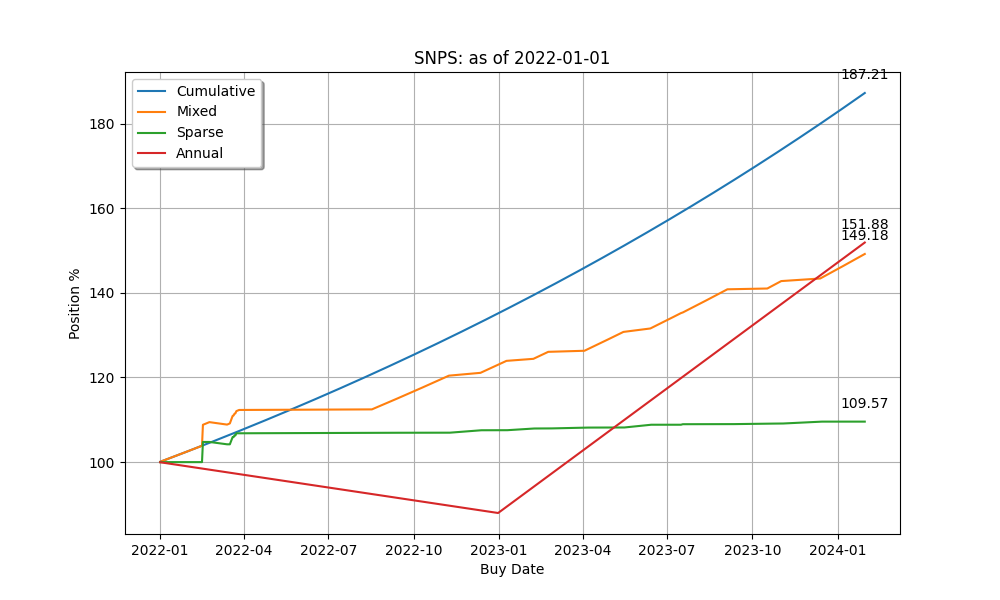 SNPS: as of 2022-01-01
187.21
Cumulative
Mixed
Sparse
Annual
180
160
151.88
149.18
140
120
109.57
100
Position %
2022-01
2022-04
2022-07
2022-10
2023-01
2023-04
2023-07
2023-10
2024-01
Buy Date